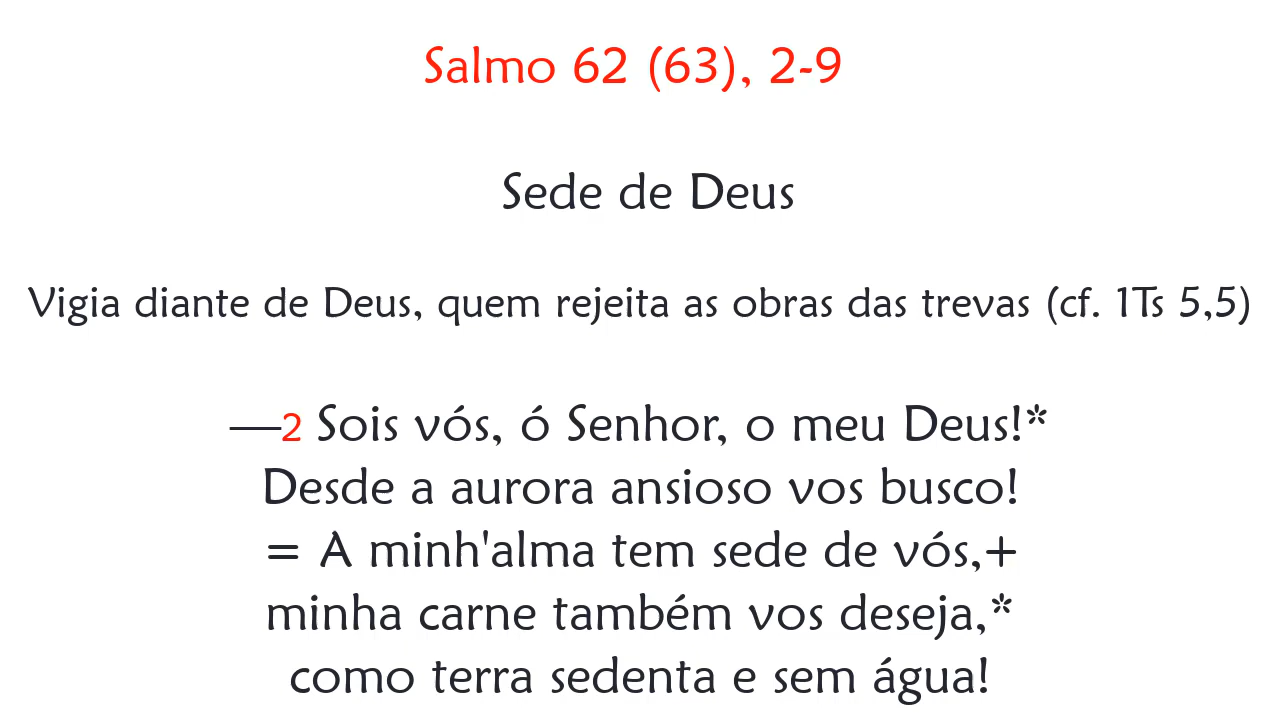 Salmo 62 (63), 2-9
Sede de Deus
Vigia diante de Deus, quem rejeita as obras das trevas (cf. 1Ts 5,5)
—2 Sois vós, ó Senhor, o meu Deus!*
Desde a aurora ansioso vos busco!
= A minh'alma tem sede de vós,+
minha carne também vos deseja,*
como terra sedenta e sem água!